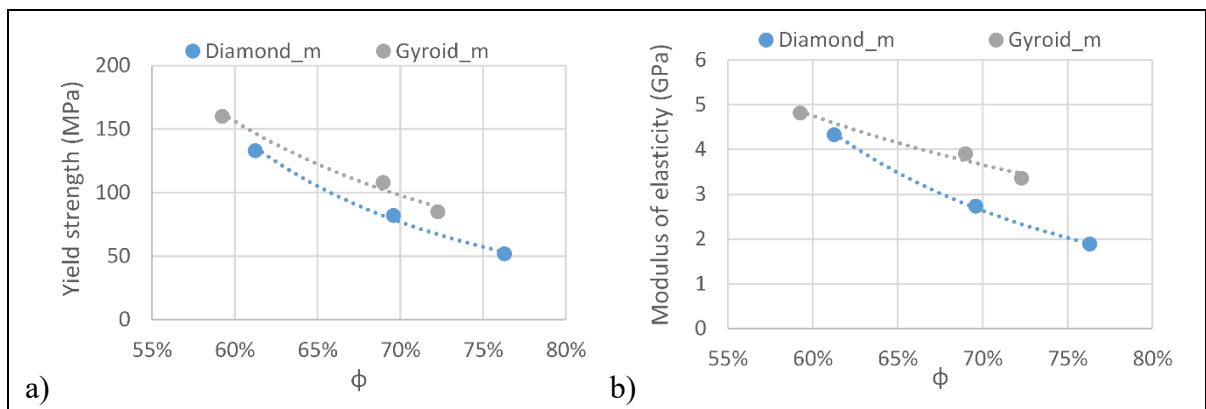 Diamond_m Gyroid_m
200
150
100
50
0
Yield strength (MPa)
55% 60% 65% 70% 75% 80%
ϕ
a)
Diamond_m Gyroid_m
6
5
4
3
2
1
0
Modulus of elasticity (GPa)
55% 60% 65% 70% 75% 80%
ϕ
b)